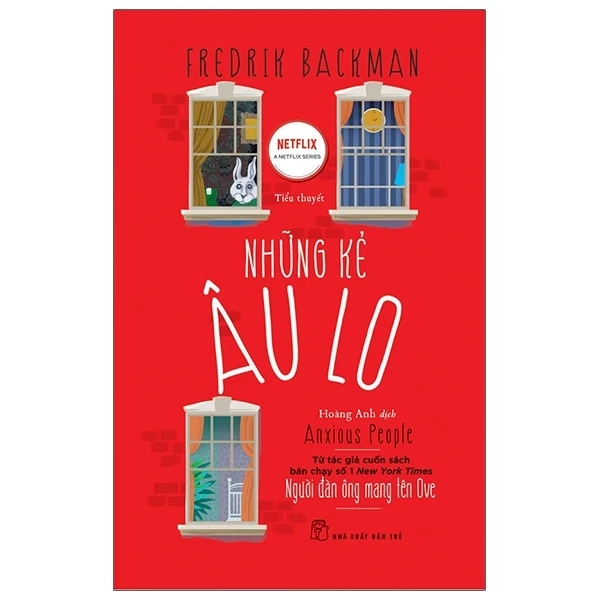 FREDRIK BACKMAN
NETFLIX
A NETFLIX SERIES
Tiểu thuyết
NHỮNG KẺ
ÂU LO
Hoàng Anh dịch
Anxious People
Từ tác giả cuốn sách
bán chạy số 1 New York Times
Người đàn ông mang tên Ove
NHÀ XUẤT BẢN TRẺ